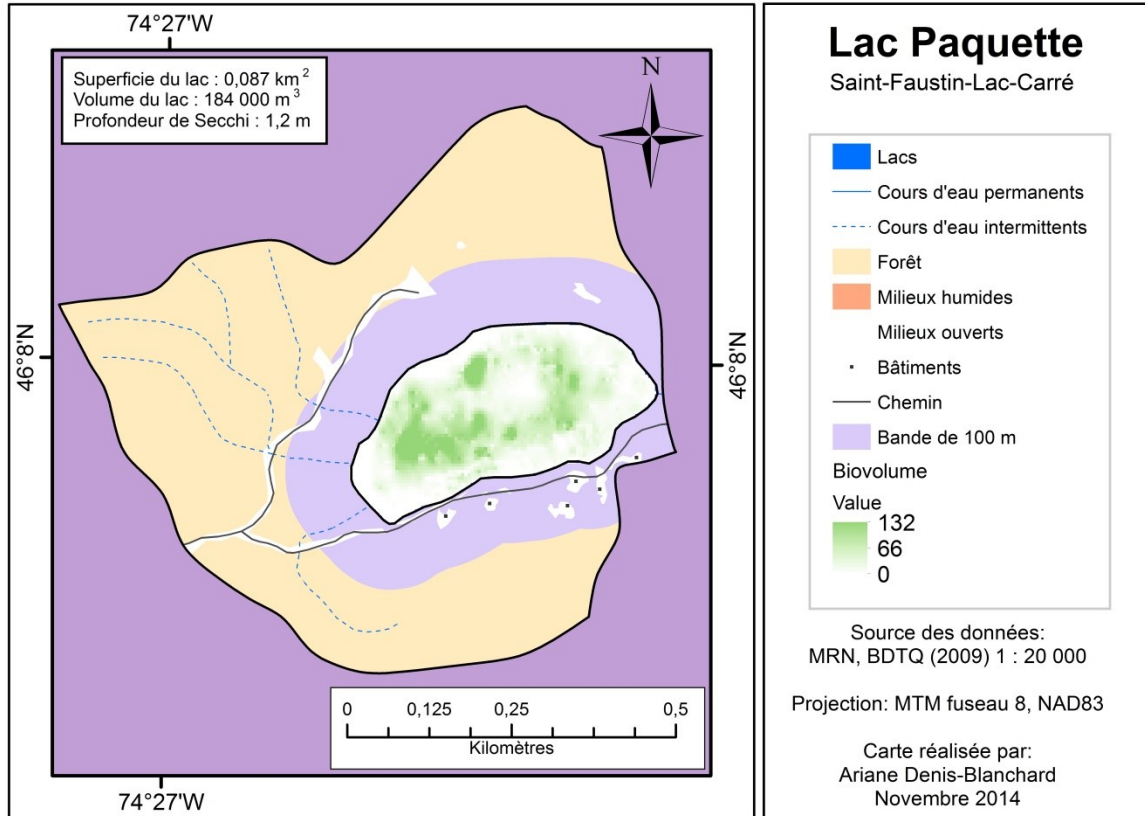 74°27'W
Superficie du lac : 0,087 km²
Volume du lac : 184 000 m³
Profondeur de Secchi : 1,2 m
N
46°8'N
46°8'N
0 0,125 0,25 0,5
Kilomètres
74°27'W
Lac Paquette
Saint-Faustin-Lac-Carré
Lacs
Cours d'eau permanents
Cours d'eau intermittents
Forêt
Milieux humides
Milieux ouverts
Bâtiments
Chemin
Bande de 100 m
Biovolume
Value
132
66
0
Source des données:
MRN, BDTQ (2009) 1 : 20 000
Projection: MTM fuseau 8, NAD83
Carte réalisée par:
Ariane Denis-Blanchard
Novembre 2014